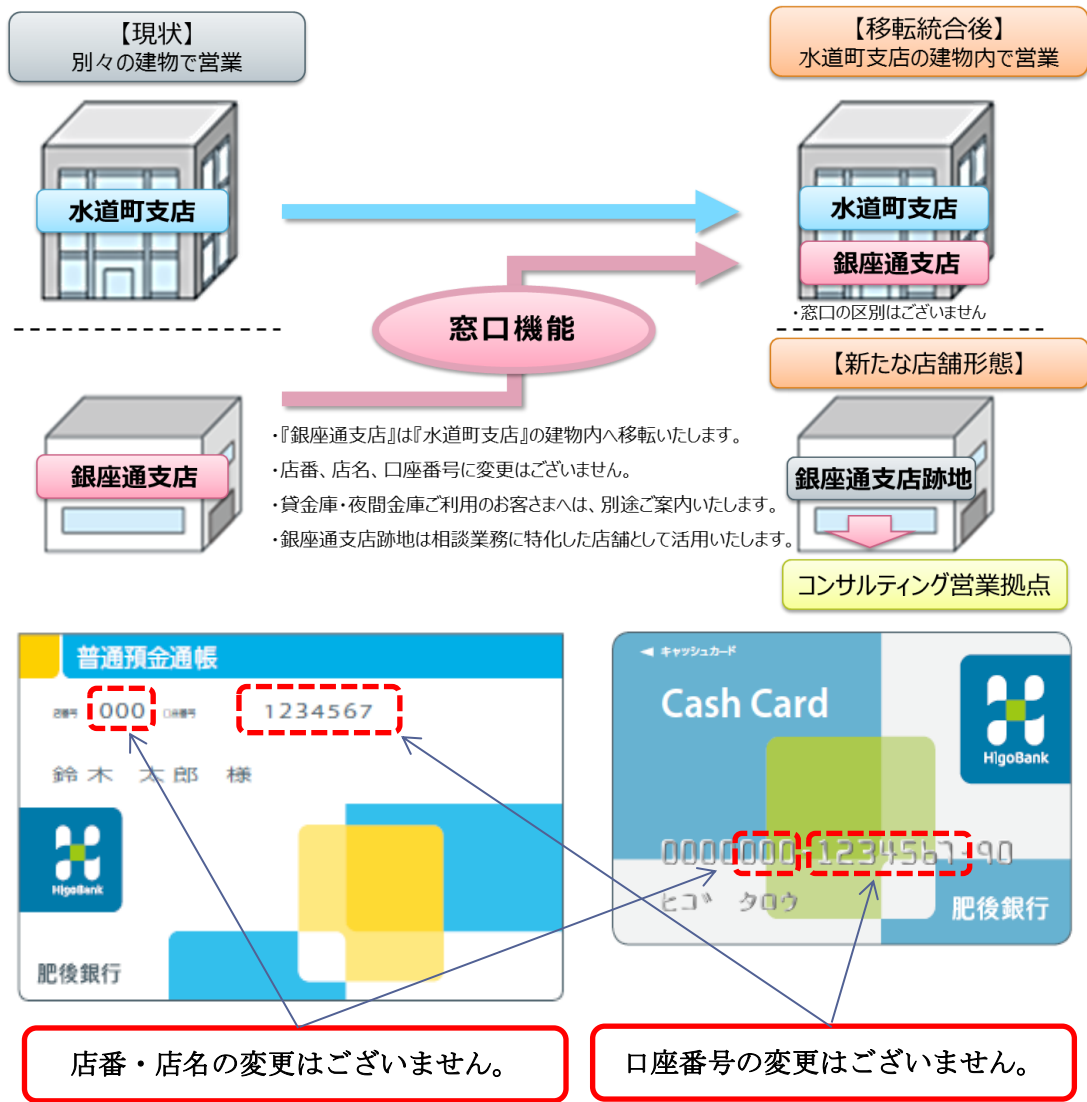 【現状】
別々の建物で営業
【移転統合後】
水道町支店の建物内で営業
水道町支店
水道町支店
銀座通支店
・窓口の区別はございません
窓口機能
【新たな店舗形態】
銀座通支店
・『銀座通支店』は『水道町支店』の建物内へ移転いたします。
・店番、店名、口座番号に変更はございません。
・貸金庫・夜間金庫ご利用のお客さまへは、別途ご案内いたします。
・銀座通支店跡地は相談業務に特化した店舗として活用いたします。
銀座通支店跡地
コンサルティング営業拠点
普通預金通帳
店番号 000 口座番号 1234567
鈴木 太郎 様
HigoBank
肥後銀行
◀ キャッシュカード
Cash Card
HigoBank
0000000-1234567-90
ヒゴ タロウ
肥後銀行
店番・店名の変更はございません。
口座番号の変更はございません。